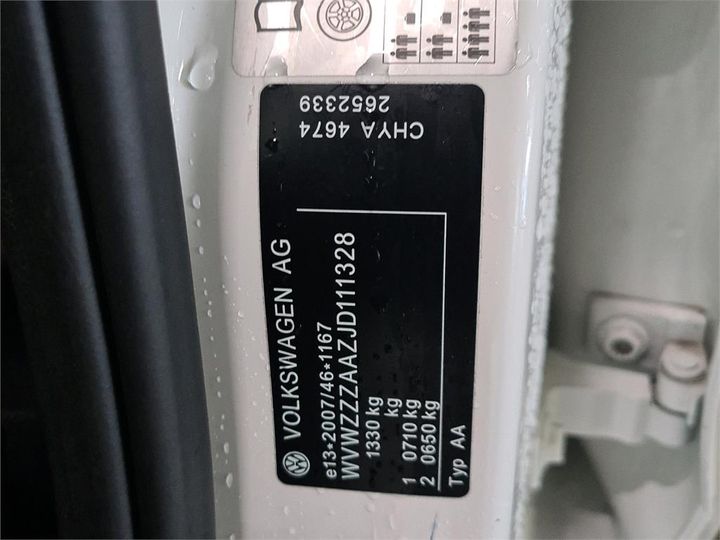 VOLKSWAGEN AG
e13*2007/46*1167
WVWZZZAAZJD111328
1330 kg
kg
1 0710 kg
2 0650 kg
Typ AA
CHYA 4674
2652339